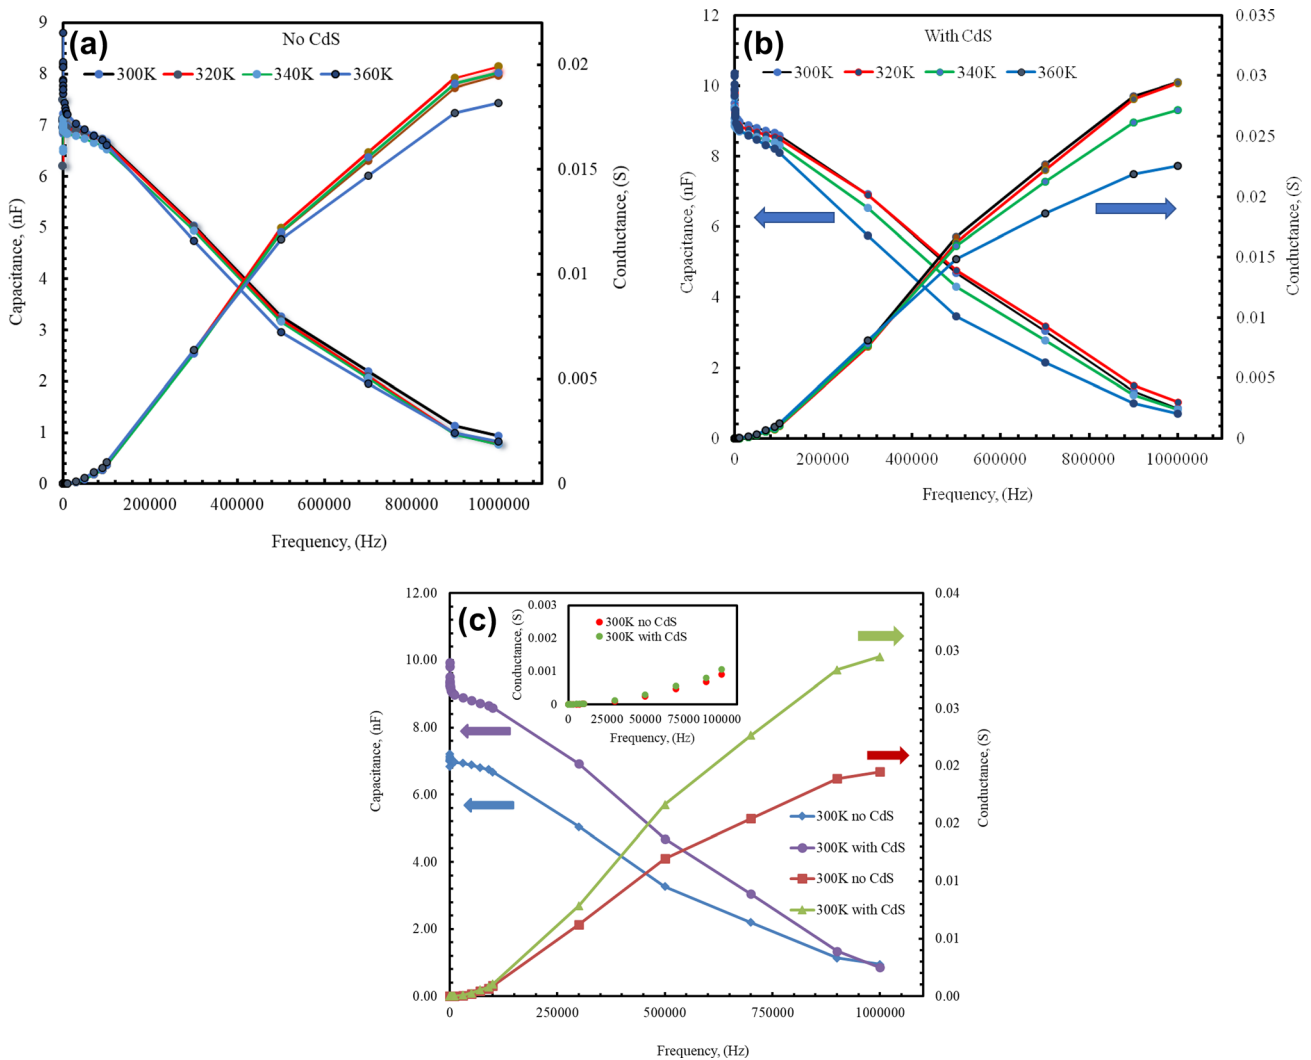 (a)
No CdS
300K 320K 340K 360K
9
8
7
6
5
4
3
2
1
0
Capacitance, (nF)
0.02
0.015
0.01
0.005
0
Conductance, (S)
0 200000 400000 600000 800000 1000000
Frequency, (Hz)
(b)
With CdS
300K 320K 340K 360K
12
10
8
6
4
2
0
Capacitance, (nF)
0.035
0.03
0.025
0.02
0.015
0.01
0.005
0
Conductance, (S)
0 200000 400000 600000 800000 1000000
Frequency, (Hz)
(c)
12.00
10.00
8.00
6.00
4.00
2.00
0.00
Capacitance, (nF)
0.003
0.002
0.001
0
Conductance, (S)
300K no CdS
300K with CdS
0 25000 50000 75000 100000
Frequency, (Hz)
0.04
0.03
0.03
0.02
0.02
0.01
0.01
0.00
Conductance, (S)
300K no CdS
300K with CdS
300K no CdS
300K with CdS
0 250000 500000 750000 1000000
Frequency, (Hz)